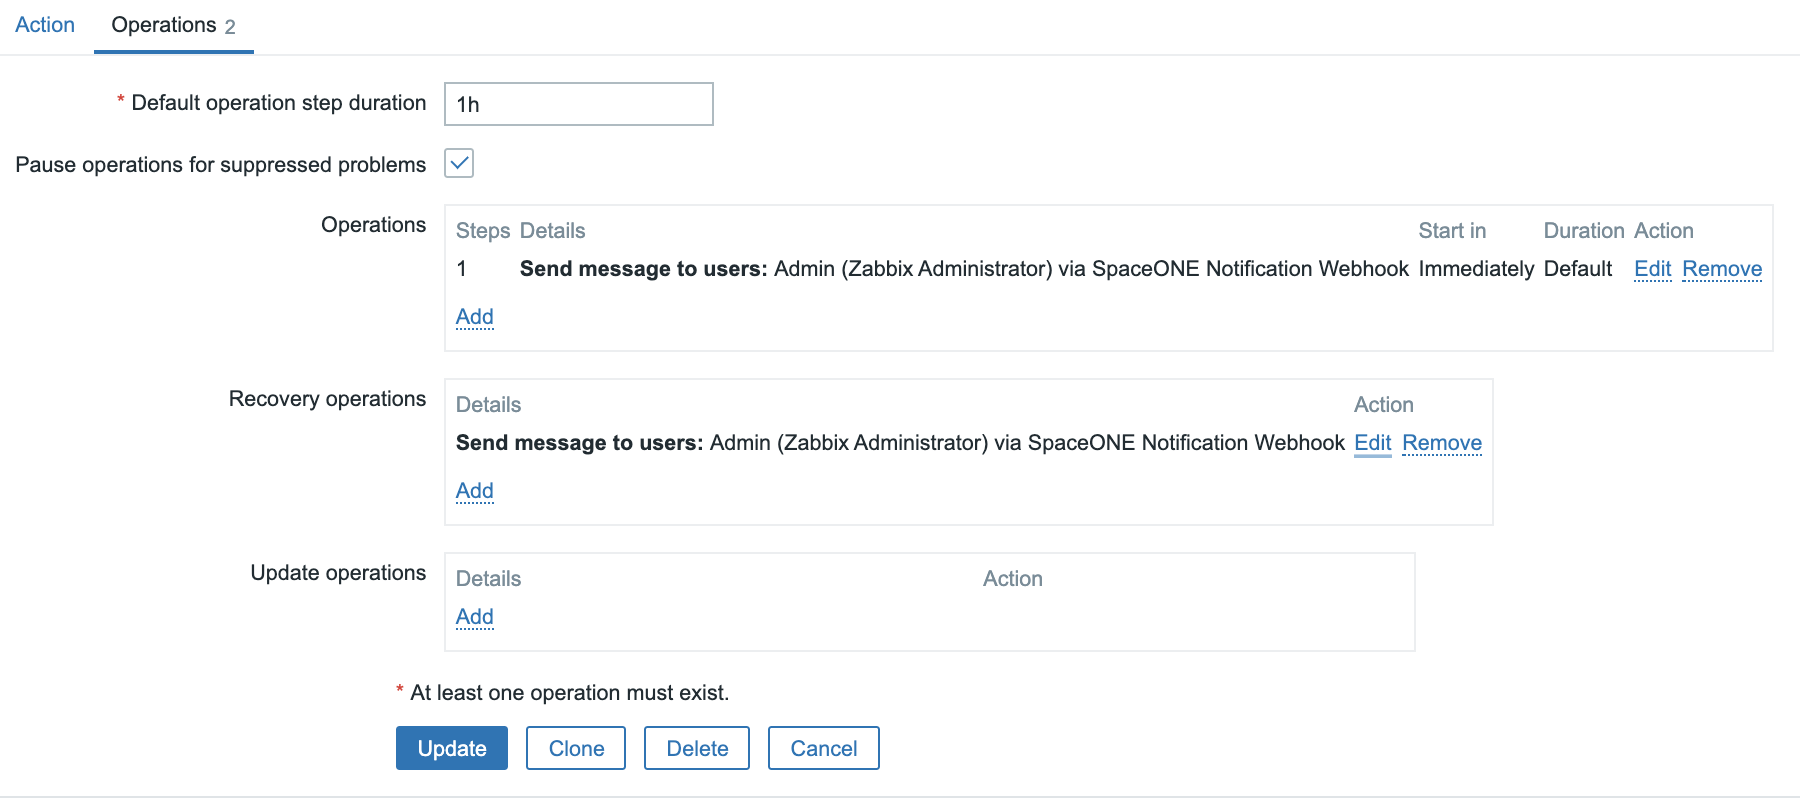 Action Operations 2
* Default operation step duration 1h
Pause operations for suppressed problems
Operations Steps Details Start in Duration Action
1 Send message to users: Admin (Zabbix Administrator) via SpaceONE Notification Webhook Immediately Default Edit Remove
Add
Recovery operations Details Action
Send message to users: Admin (Zabbix Administrator) via SpaceONE Notification Webhook Edit Remove
Add
Update operations Details Action
Add
* At least one operation must exist.
Update Clone Delete Cancel